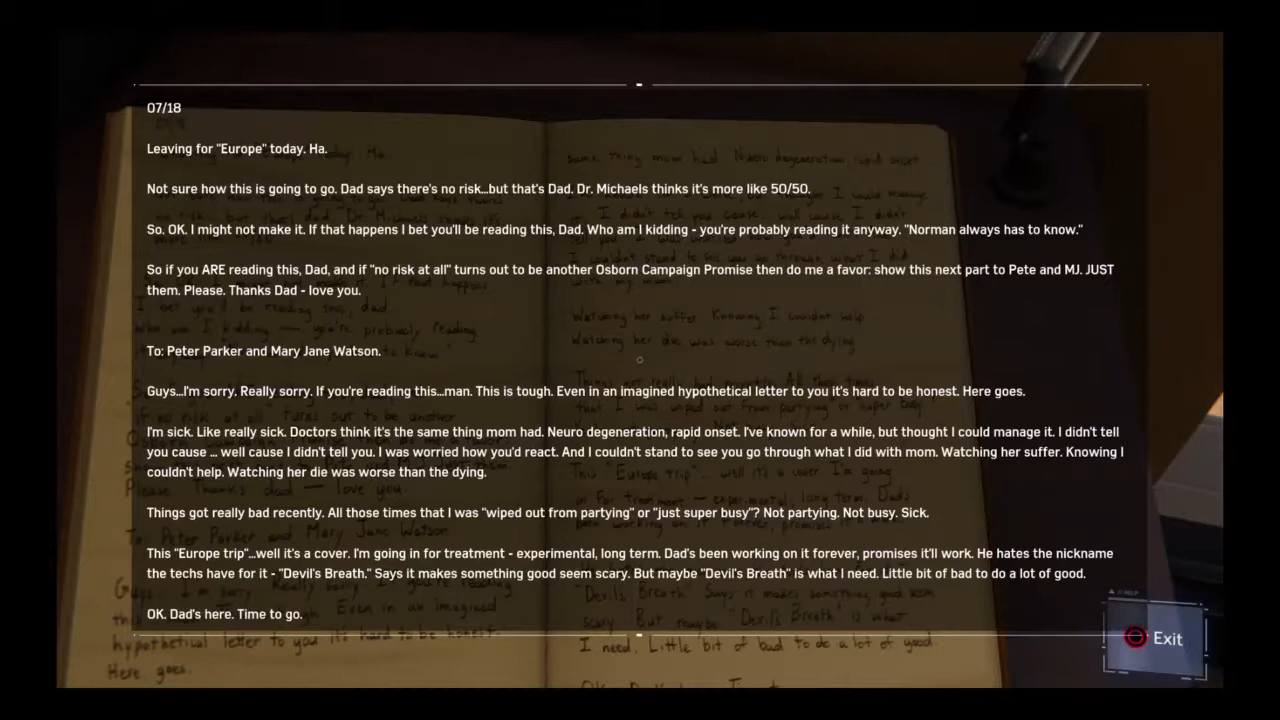 07/18
Leaving for "Europe" today. Ha.
Not sure how this is going to go. Dad says there's no risk...but that's Dad. Dr. Michaels thinks it's more like 50/50.
So. OK. I might not make it. If that happens I bet you'll be reading this, Dad. Who am I kidding - you're probably reading it anyway. "Norman always has to know."
So if you ARE reading this, Dad, and if "no risk at all" turns out to be another Osborn Campaign Promise then do me a favor: show this next part to Pete and MJ. JUST
them. Please. Thanks Dad - love you.
To: Peter Parker and Mary Jane Watson.
Guys...I'm sorry. Really sorry. If you're reading this...man. This is tough. Even in an imagined hypothetical letter to you it's hard to be honest. Here goes.
I'm sick. Like really sick. Doctors think it's the same thing mom had. Neuro degeneration, rapid onset. I've known for a while, but thought I could manage it. I didn't tell
you cause ... well cause I didn't tell you. I was worried how you'd react. And I couldn't stand to see you go through what I did with mom. Watching her suffer. Knowing I
couldn't help. Watching her die was worse than the dying.
Things got really bad recently. All those times that I was "wiped out from partying" or "just super busy"? Not partying. Not busy. Sick.
This "Europe trip"...well it's a cover. I'm going in for treatment - experimental, long term. Dad's been working on it forever, promises it'll work. He hates the nickname
the techs have for it - "Devil's Breath." Says it makes something good seem scary. But maybe "Devil's Breath" is what I need. Little bit of bad to do a lot of good.
OK. Dad's here. Time to go.
Exit